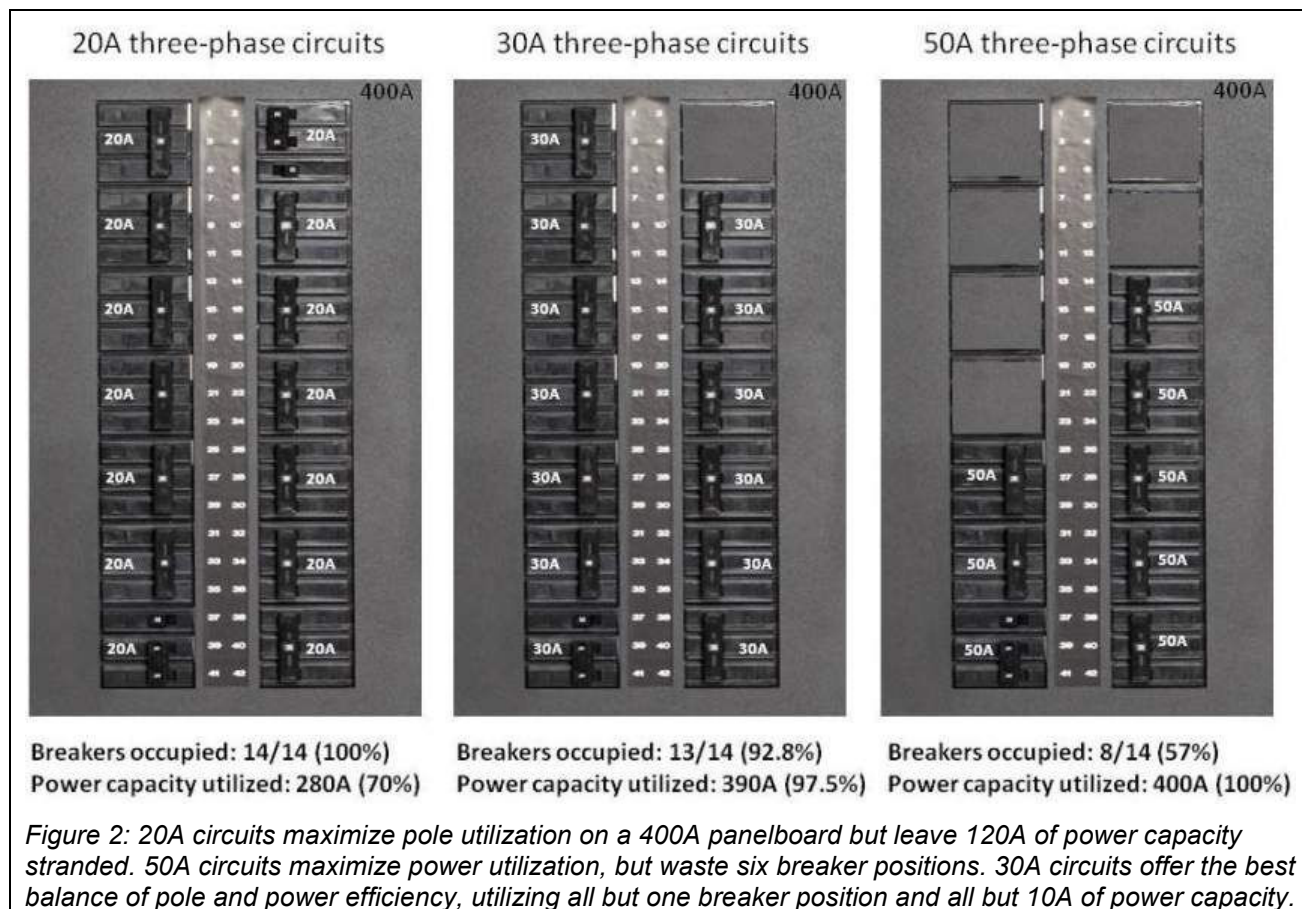 20A three-phase circuits
30A three-phase circuits
50A three-phase circuits
400A
20A 20A
20A 20A
20A 20A
20A 20A
20A 20A
20A 20A
20A 20A
400A
30A
30A 30A
30A 30A
30A 30A
30A 30A
30A 30A
30A 30A
400A
50A
50A
50A 50A
50A 50A
50A 50A
Breakers occupied: 14/14 (100%)
Power capacity utilized: 280A (70%)
Breakers occupied: 13/14 (92.8%)
Power capacity utilized: 390A (97.5%)
Breakers occupied: 8/14 (57%)
Power capacity utilized: 400A (100%)
Figure 2: 20A circuits maximize pole utilization on a 400A panelboard but leave 120A of power capacity
stranded. 50A circuits maximize power utilization, but waste six breaker positions. 30A circuits offer the best
balance of pole and power efficiency, utilizing all but one breaker position and all but 10A of power capacity.